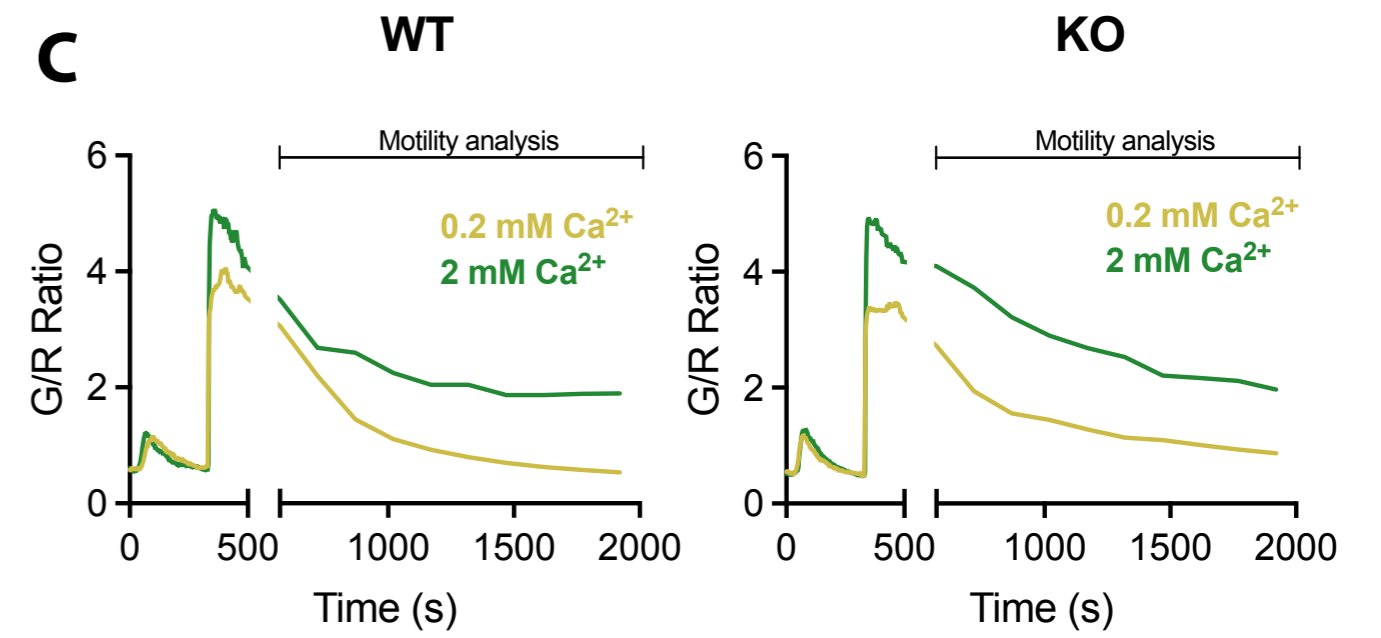 C
WT
KO
Motility analysis
Motility analysis
6
4
2
0
G/R Ratio
0.2 mM Ca²⁺
2 mM Ca²⁺
0 500 1000 1500 2000
Time (s)
6
4
2
0
G/R Ratio
0.2 mM Ca²⁺
2 mM Ca²⁺
0 500 1000 1500 2000
Time (s)